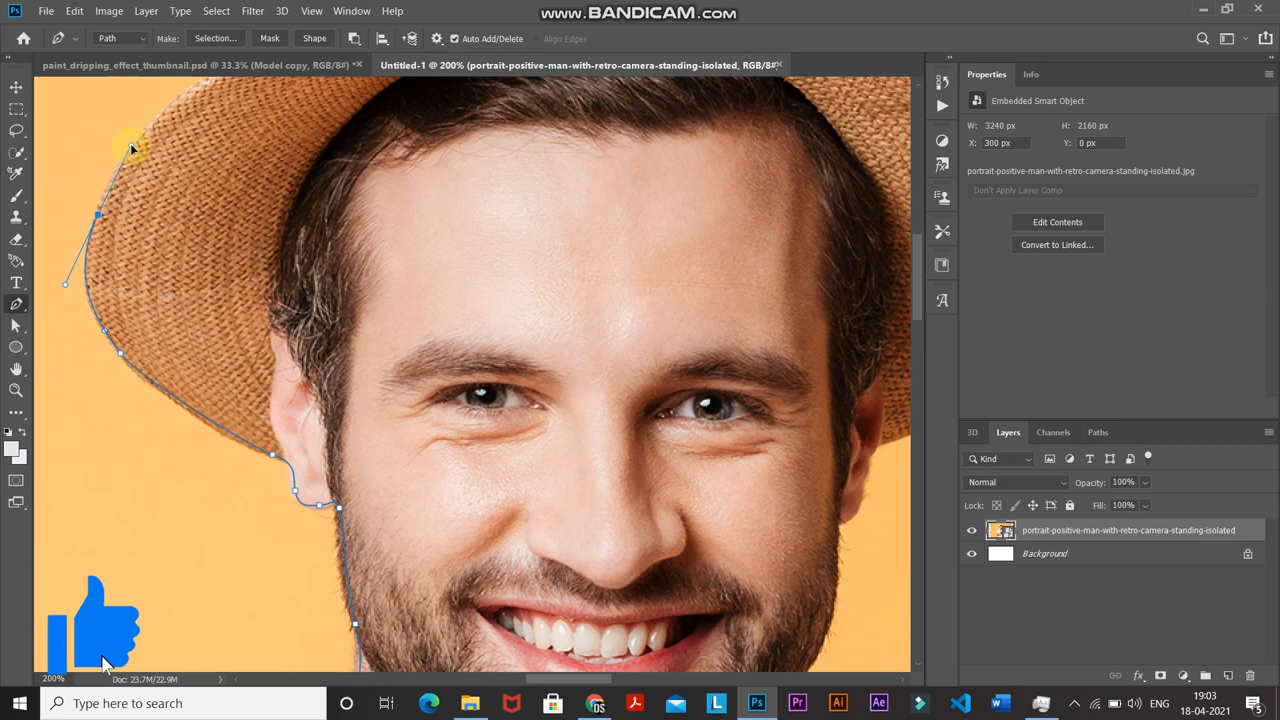 www.BANDICAM.com
Ps File Edit Image Layer Type Select Filter 3D View Window Help
Path Make: Selection... Mask Shape Auto Add/Delete Align Edges
paint_dripping_effect_thumbnail.psd @ 33.3% (Model copy, RGB/8#) * × Untitled-1 @ 200% (portrait-positive-man-with-retro-camera-standing-isolated, RGB/8#) ×
Properties Info
Embedded Smart Object
W: 3240 px H: 2160 px
X: 300 px Y: 0 px
portrait-positive-man-with-retro-camera-standing-isolated.jpg
Don't Apply Layer Comp
Edit Contents
Convert to Linked...
3D Layers Channels Paths
Kind
Normal Opacity: 100%
Lock: Fill: 100%
portrait-positive-man-with-retro-camera-standing-isolated
Background
200% Doc: 23.7M/22.9M
Type here to search
L Ps Pr Ai Ae W
ENG 19:03
18-04-2021
5